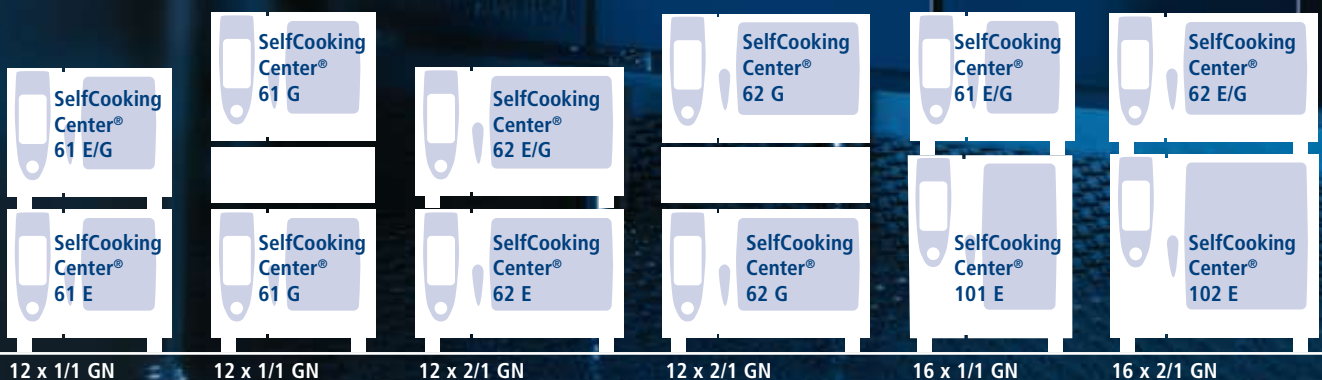 SelfCooking
Center®
61 E/G
SelfCooking
Center®
61 E
12 x 1/1 GN
SelfCooking
Center®
61 G
SelfCooking
Center®
61 G
12 x 1/1 GN
SelfCooking
Center®
62 E/G
SelfCooking
Center®
62 E
12 x 2/1 GN
SelfCooking
Center®
62 G
SelfCooking
Center®
62 G
12 x 2/1 GN
SelfCooking
Center®
61 E/G
SelfCooking
Center®
101 E
16 x 1/1 GN
SelfCooking
Center®
62 E/G
SelfCooking
Center®
102 E
16 x 2/1 GN